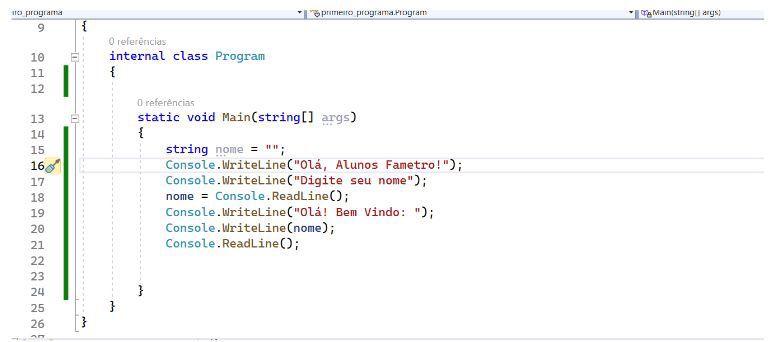 iro_programa primeiro_programa.Program Main(string[] args)
9 {
0 referências
10 internal class Program
11 {
12
0 referências
13 static void Main(string[] args)
14 {
15 string nome = "";
16 Console.WriteLine("Olá, Alunos Fametro!");
17 Console.WriteLine("Digite seu nome");
18 nome = Console.ReadLine();
19 Console.WriteLine("Olá! Bem Vindo: ");
20 Console.WriteLine(nome);
21 Console.ReadLine();
22
23
24 }
25 }
26 }
27